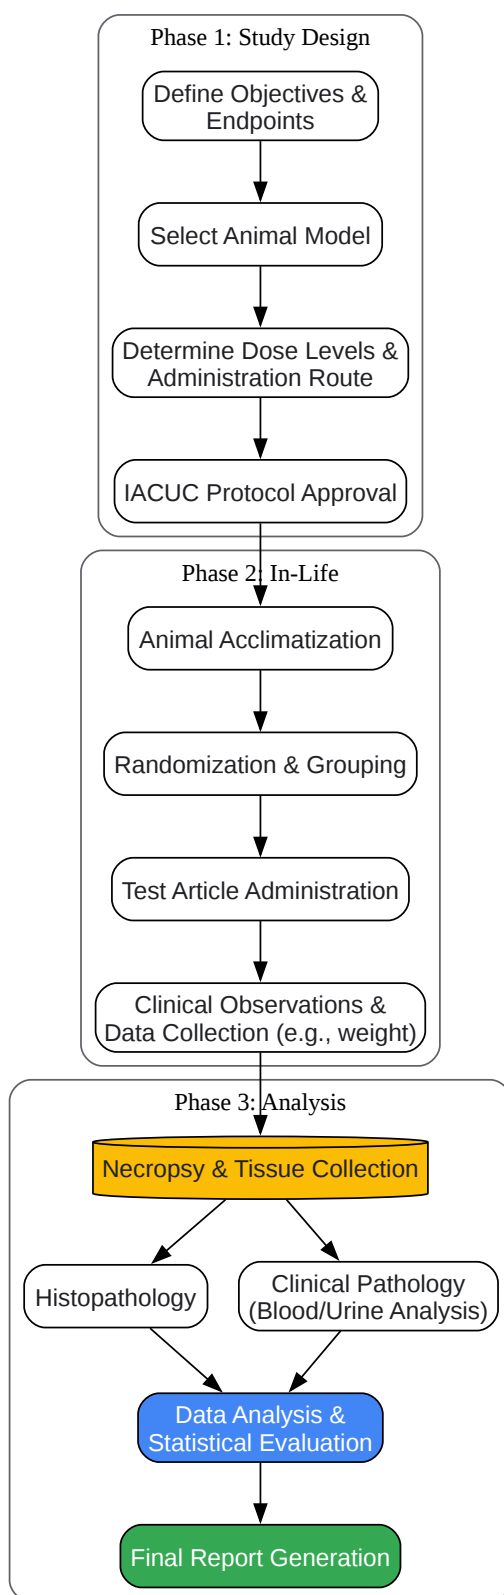 Phase 1: Study Design
Define Objectives &
Endpoints
Select Animal Model
Determine Dose Levels &
Administration Route
IACUC Protocol Approval
Phase 2: In-Life
Animal Acclimatization
Randomization & Grouping
Test Article Administration
Clinical Observations &
Data Collection (e.g., weight)
Phase 3: Analysis
Necropsy & Tissue Collection
Histopathology
Clinical Pathology
(Blood/Urine Analysis)
Data Analysis &
Statistical Evaluation
Final Report Generation